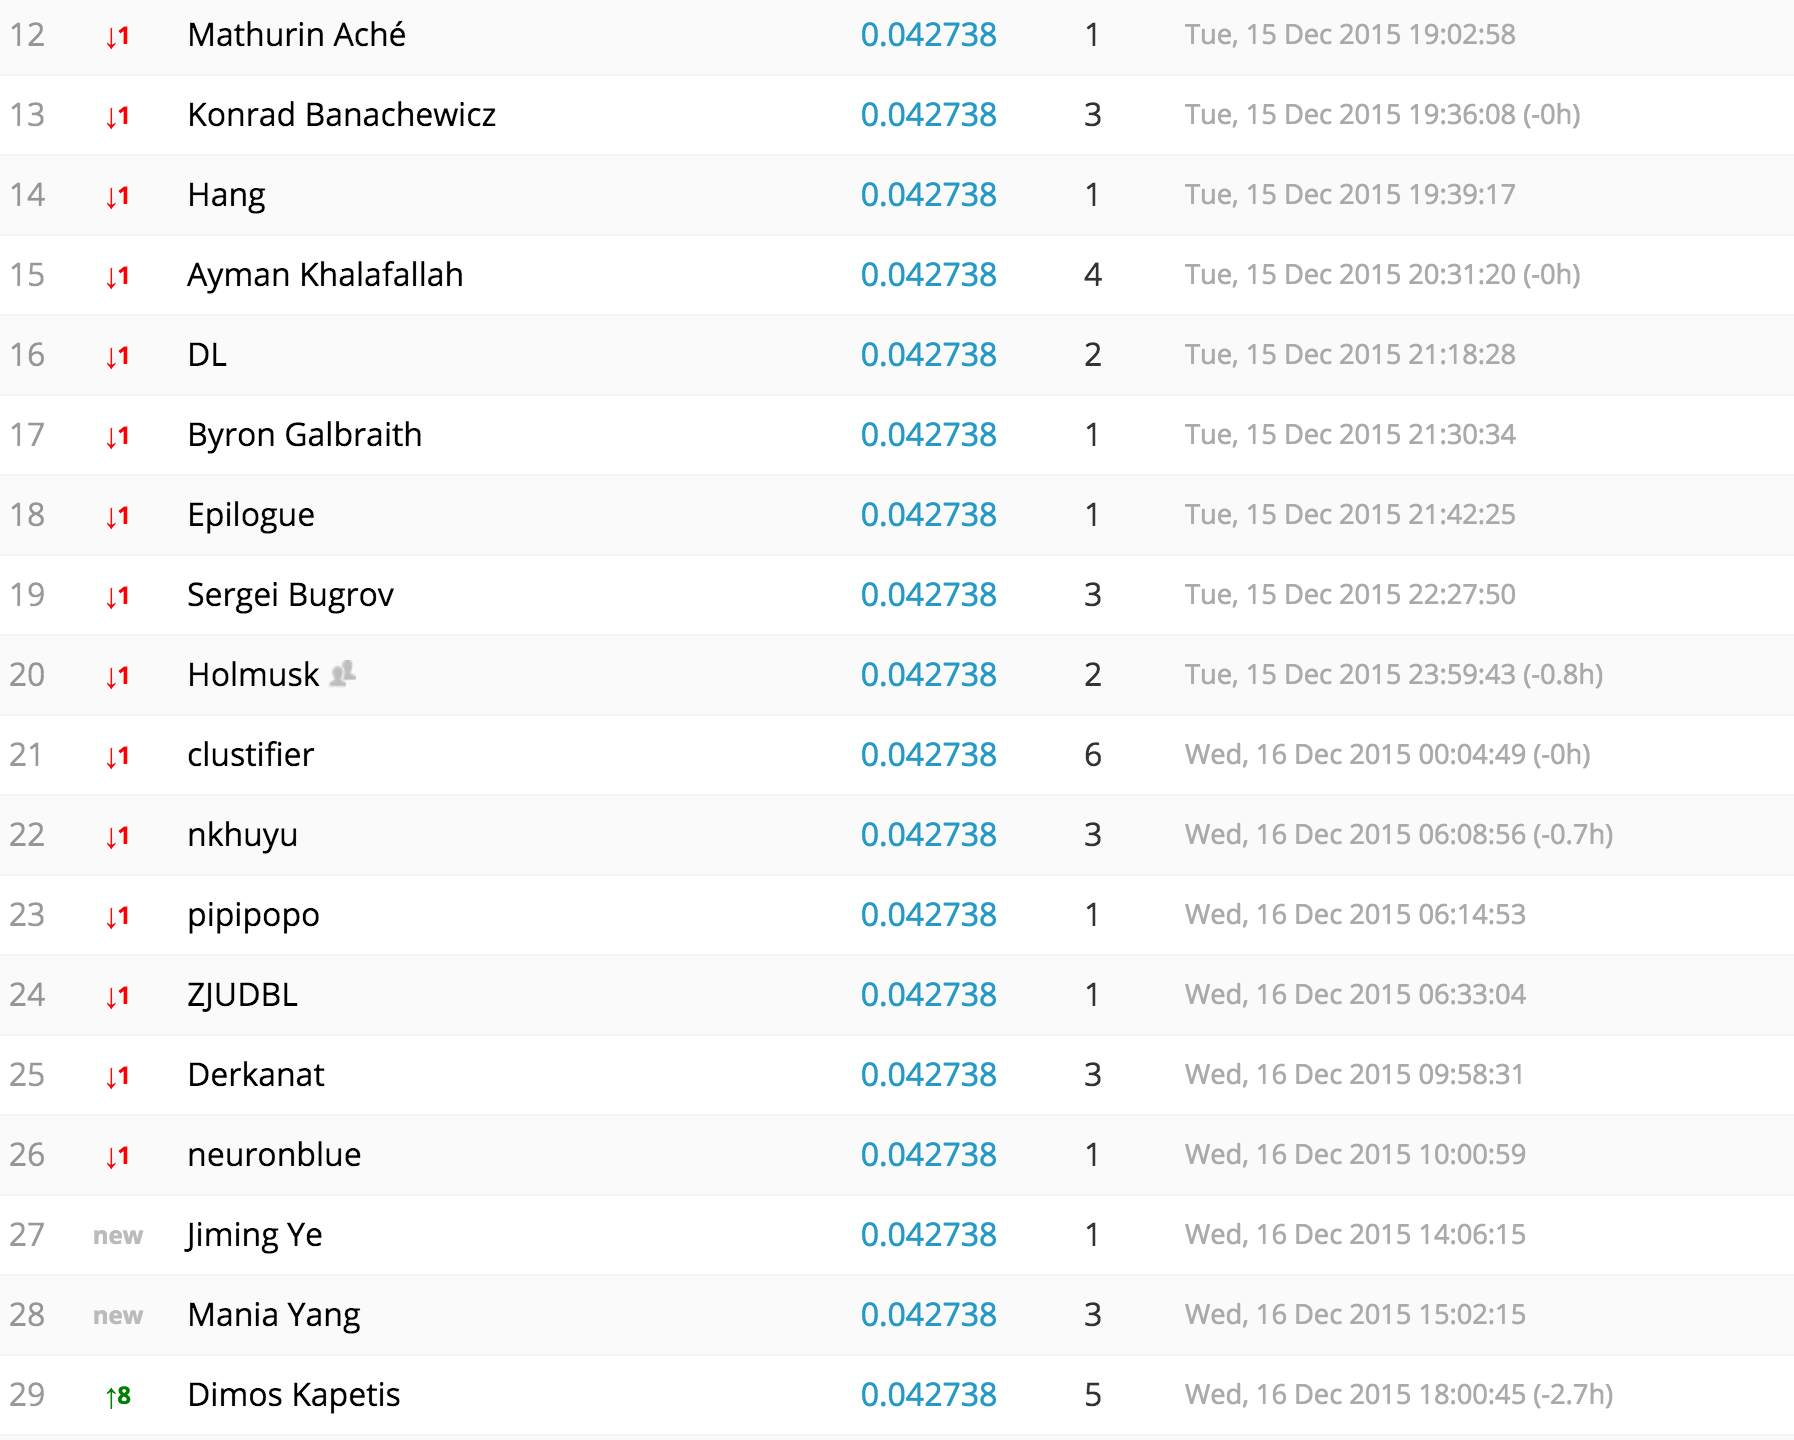 12 ↓1 Mathurin Aché 0.042738 1 Tue, 15 Dec 2015 19:02:58
13 ↓1 Konrad Banachewicz 0.042738 3 Tue, 15 Dec 2015 19:36:08 (-0h)
14 ↓1 Hang 0.042738 1 Tue, 15 Dec 2015 19:39:17
15 ↓1 Ayman Khalafallah 0.042738 4 Tue, 15 Dec 2015 20:31:20 (-0h)
16 ↓1 DL 0.042738 2 Tue, 15 Dec 2015 21:18:28
17 ↓1 Byron Galbraith 0.042738 1 Tue, 15 Dec 2015 21:30:34
18 ↓1 Epilogue 0.042738 1 Tue, 15 Dec 2015 21:42:25
19 ↓1 Sergei Bugrov 0.042738 3 Tue, 15 Dec 2015 22:27:50
20 ↓1 Holmusk 0.042738 2 Tue, 15 Dec 2015 23:59:43 (-0.8h)
21 ↓1 clustifier 0.042738 6 Wed, 16 Dec 2015 00:04:49 (-0h)
22 ↓1 nkhuyu 0.042738 3 Wed, 16 Dec 2015 06:08:56 (-0.7h)
23 ↓1 pipipopo 0.042738 1 Wed, 16 Dec 2015 06:14:53
24 ↓1 ZJUDBL 0.042738 1 Wed, 16 Dec 2015 06:33:04
25 ↓1 Derkanat 0.042738 3 Wed, 16 Dec 2015 09:58:31
26 ↓1 neuronblue 0.042738 1 Wed, 16 Dec 2015 10:00:59
27 new Jiming Ye 0.042738 1 Wed, 16 Dec 2015 14:06:15
28 new Mania Yang 0.042738 3 Wed, 16 Dec 2015 15:02:15
29 ↑8 Dimos Kapetis 0.042738 5 Wed, 16 Dec 2015 18:00:45 (-2.7h)